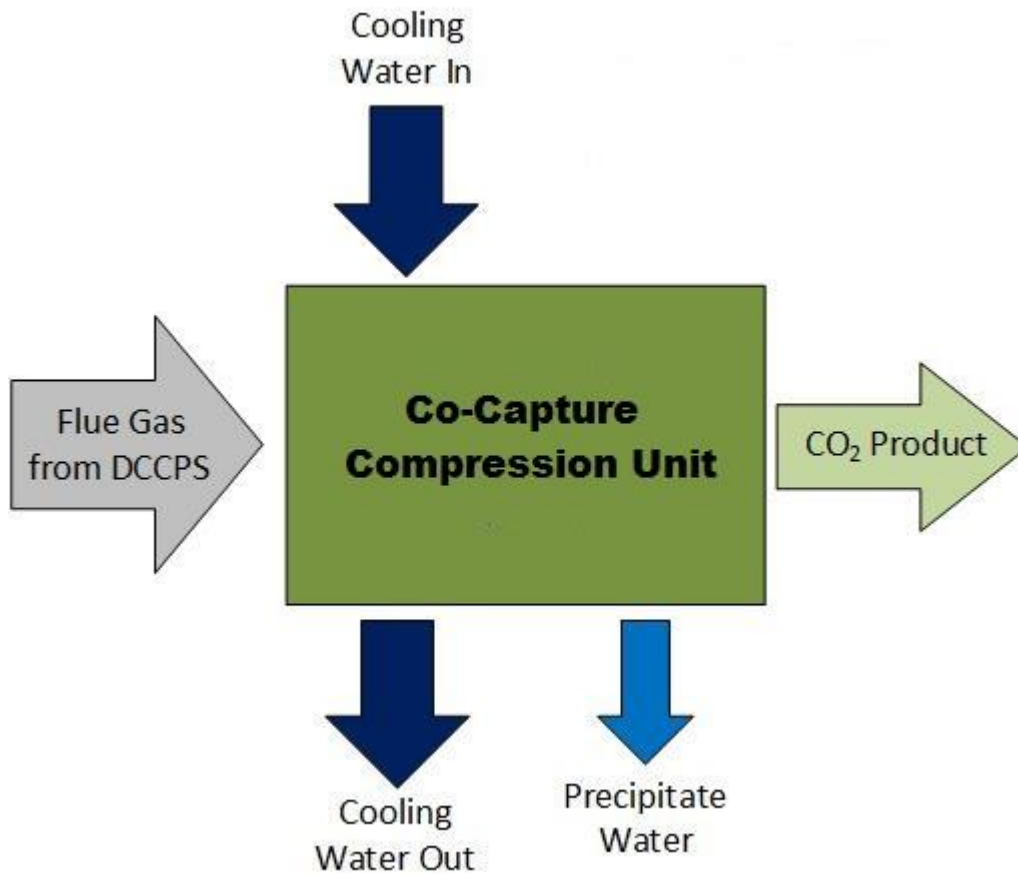 Cooling
Water In
Flue Gas
from DCCPS
Co-Capture
Compression Unit
CO₂ Product
Cooling
Water Out
Precipitate
Water